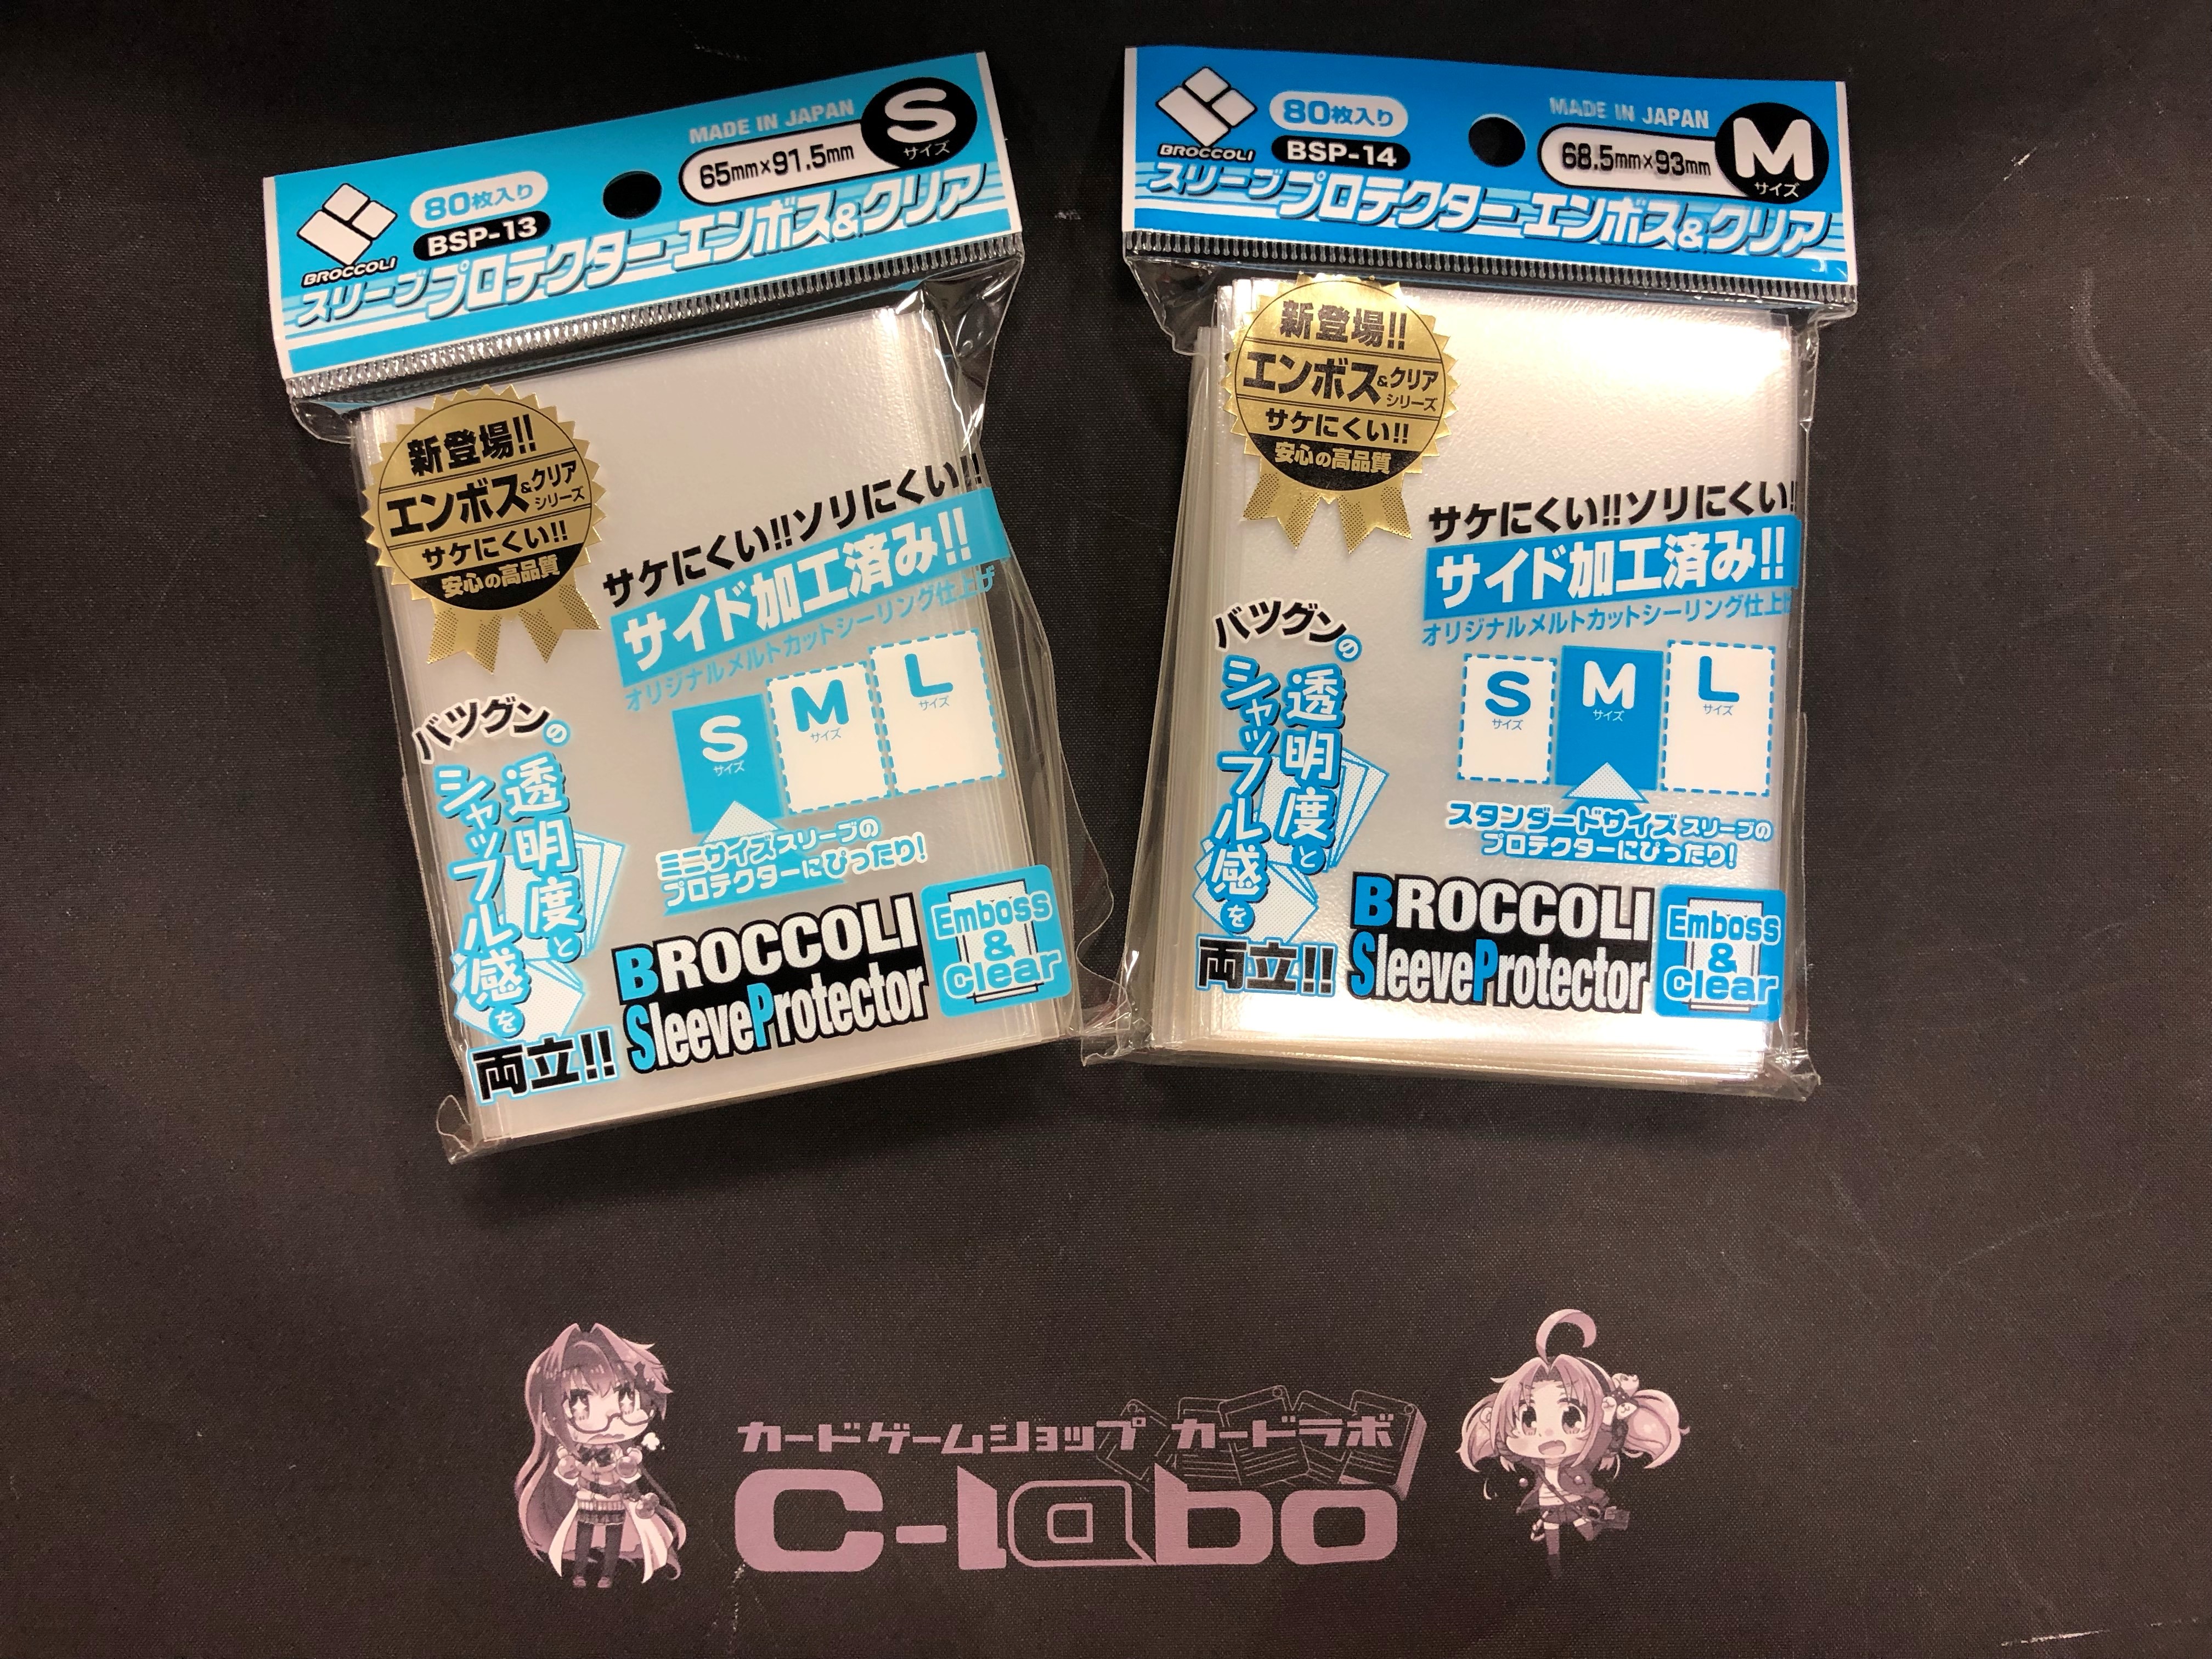 BROCCOLI
80枚入り
BSP-13
MADE IN JAPAN
65mm×91.5mm
S
サイズ
スリーブプロテクター エンボス&クリア
新登場!!
エンボス&クリア
シリーズ
サケにくい!!
安心の高品質
サケにくい!!ソリにくい!!
サイド加工済み!!
オリジナルメルトカットシーリング仕上げ
S
サイズ
M
サイズ
L
サイズ
ミニサイズスリーブの
プロテクターにぴったり!
バツグンの
透明度と
シャッフル感を
両立!!
BROCCOLI
SleeveProtector
Emboss
&
Clear
BROCCOLI
80枚入り
BSP-14
MADE IN JAPAN
68.5mm×93mm
M
サイズ
スリーブプロテクター エンボス&クリア
新登場!!
エンボス&クリア
シリーズ
サケにくい!!
安心の高品質
サケにくい!!ソリにくい!
サイド加工済み!!
オリジナルメルトカットシーリング仕上げ
S
サイズ
M
サイズ
L
サイズ
スタンダードサイズスリーブの
プロテクターにぴったり!
バツグンの
透明度と
シャッフル感を
両立!!
BROCCOLI
SleeveProtector
Emboss
&
Clear
カードゲームショップ カードラボ
C-labo